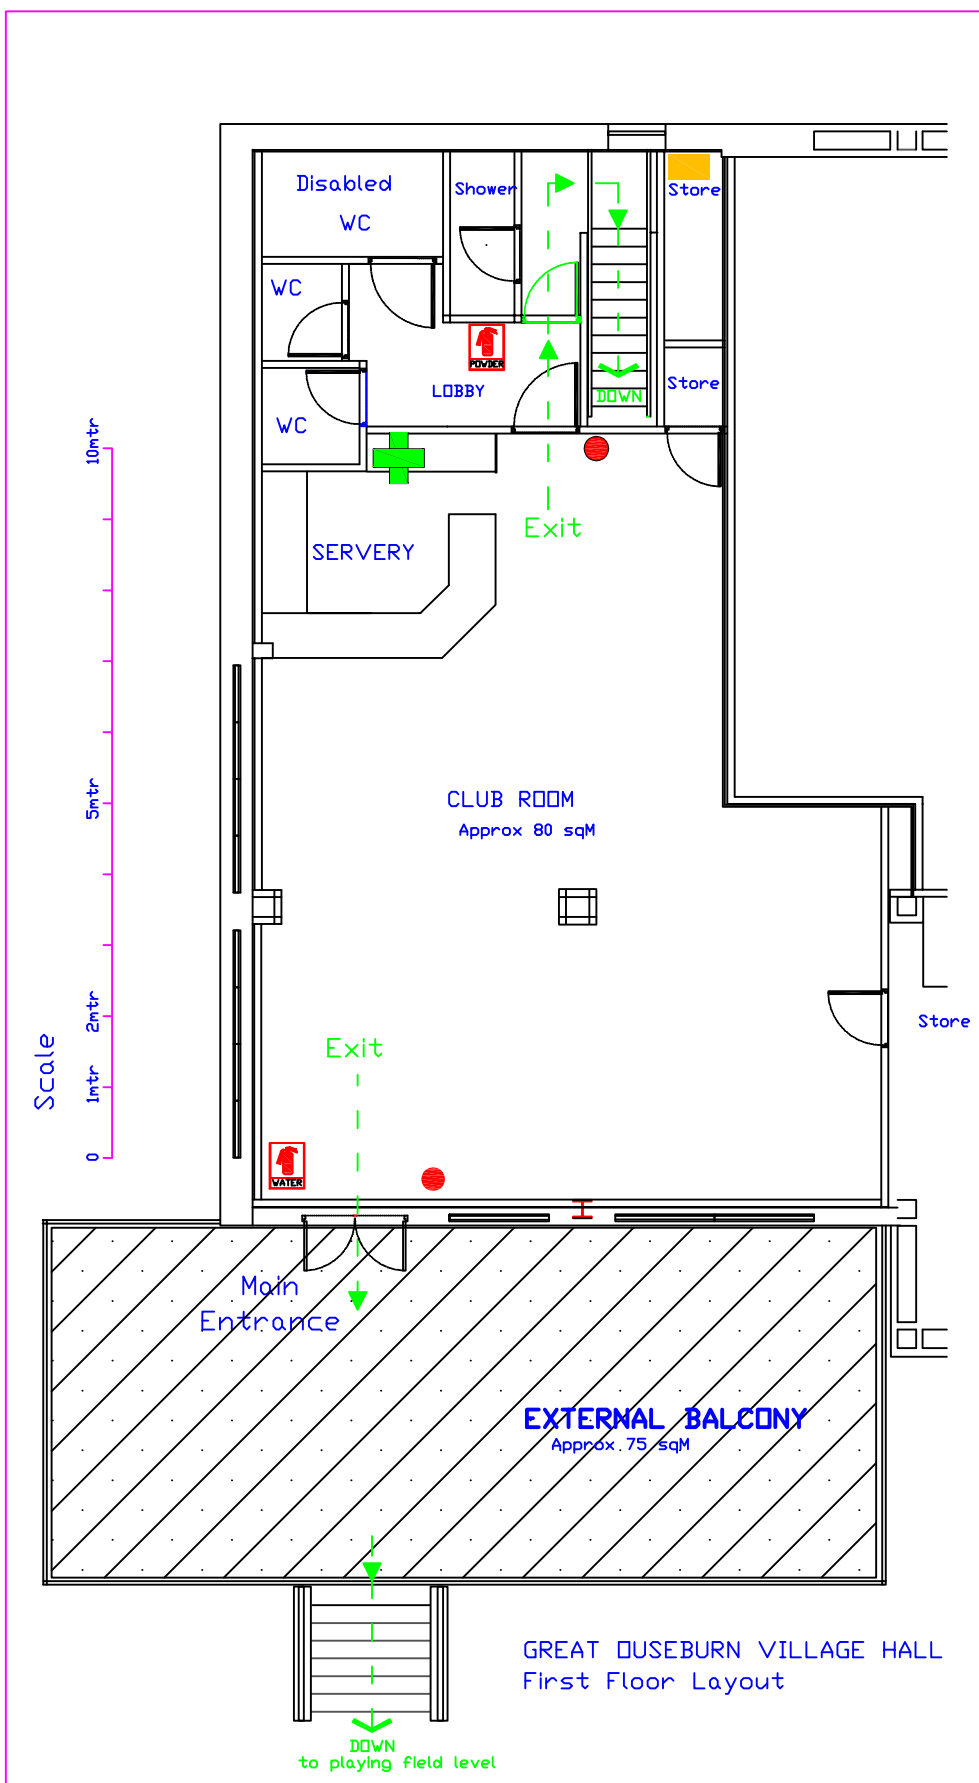 Disabled
WC
Shower
Store
WC
POWDER
LOBBY
Store
DOWN
WC
10mtr
Exit
SERVERY
5mtr
CLUB ROOM
Approx 80 sqM
2mtr
Store
Exit
Scale
1mtr
0
WATER
Main
Entrance
EXTERNAL BALCONY
Approx 75 sqM
GREAT OUSEBURN VILLAGE HALL
First Floor Layout
DOWN
to playing field level